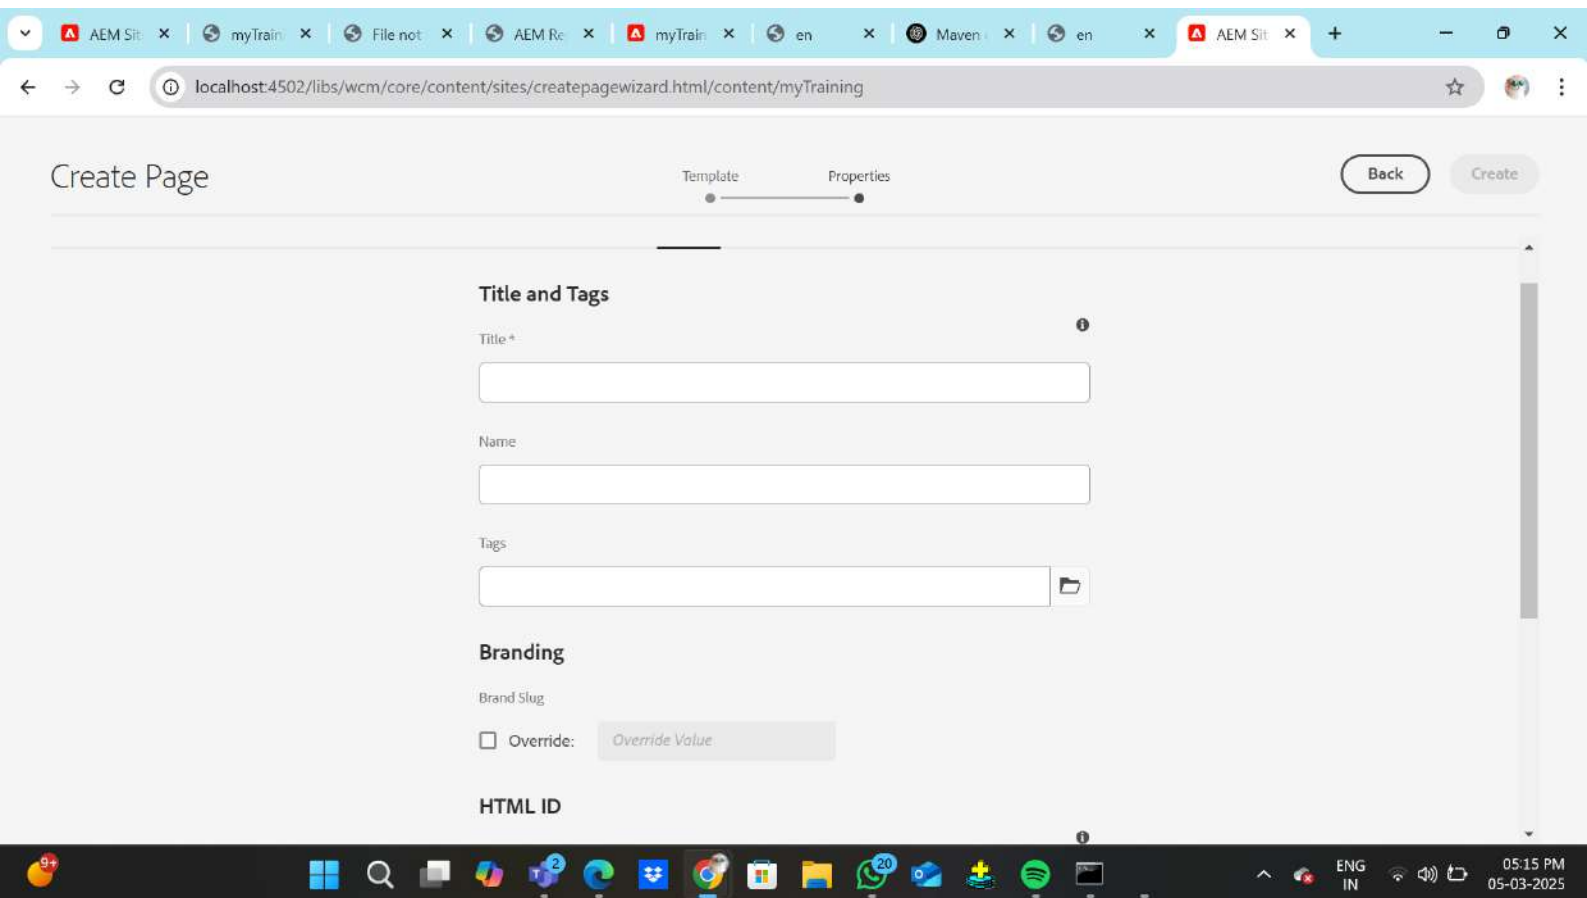 AEM Sit
myTrain
File not
AEM Re
myTrain
en
Maven
en
AEM Sit
localhost:4502/libs/wcm/core/content/sites/createpagewizard.html/content/myTraining
Create Page
Template
Properties
Back
Create
Title and Tags
Title *
Name
Tags
Branding
Brand Slug
Override:
Override Value
HTML ID
9+
2
20
ENG
IN
05:15 PM
05-03-2025